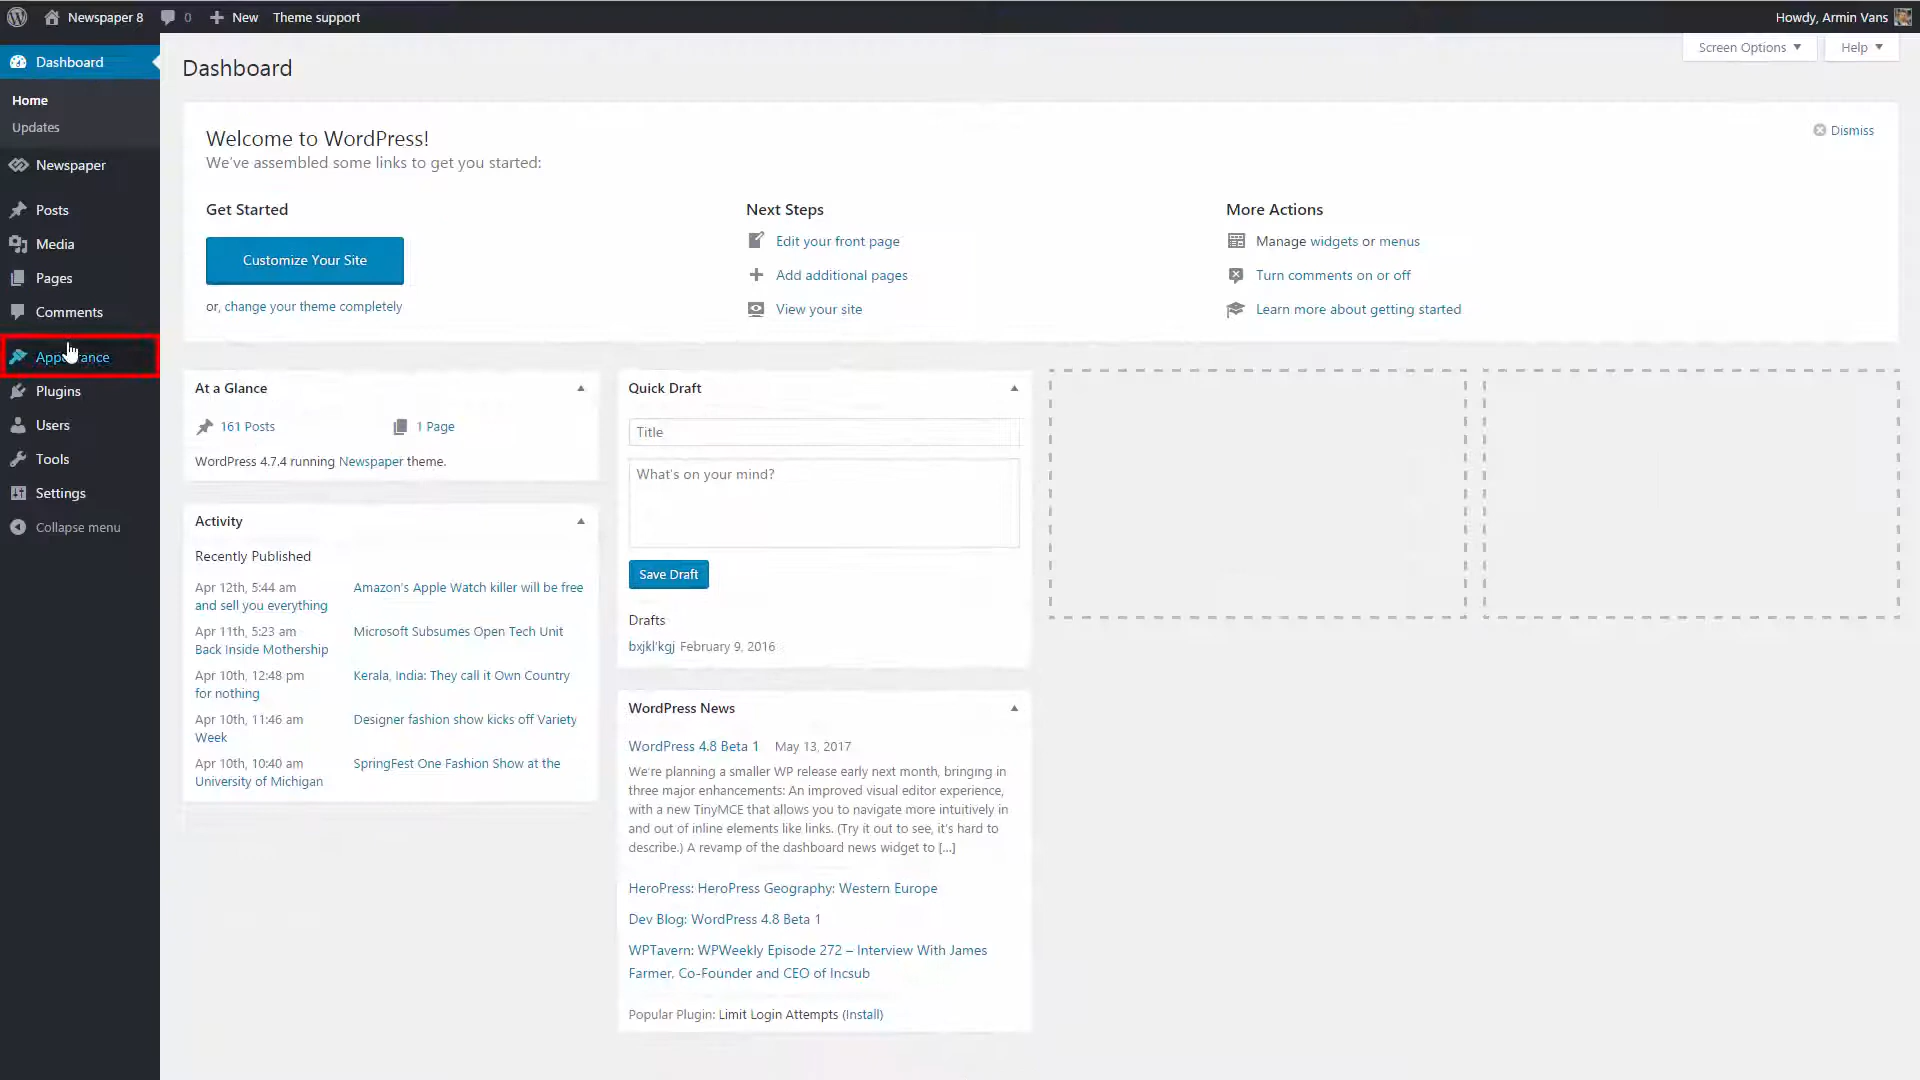 Newspaper 8 0 New Theme support Howdy, Armin Vans
Screen Options Help
Dashboard
Home
Updates
Newspaper
Posts
Media
Pages
Comments
Appearance
Plugins
Users
Tools
Settings
Collapse menu
Dashboard
Welcome to WordPress!
Dismiss
We've assembled some links to get you started:
Get Started
Customize Your Site
or, change your theme completely
Next Steps
Edit your front page
Add additional pages
View your site
More Actions
Manage widgets or menus
Turn comments on or off
Learn more about getting started
At a Glance
161 Posts 1 Page
WordPress 4.7.4 running Newspaper theme.
Activity
Recently Published
Apr 12th, 5:44 am Amazon's Apple Watch killer will be free
and sell you everything
Apr 11th, 5:23 am Microsoft Subsumes Open Tech Unit
Back Inside Mothership
Apr 10th, 12:48 pm Kerala, India: They call it Own Country
for nothing
Apr 10th, 11:46 am Designer fashion show kicks off Variety
Week
Apr 10th, 10:40 am SpringFest One Fashion Show at the
University of Michigan
Quick Draft
Title
What's on your mind?
Save Draft
Drafts
bxjkl'kgj February 9, 2016
WordPress News
WordPress 4.8 Beta 1 May 13, 2017
We're planning a smaller WP release early next month, bringing in
three major enhancements: An improved visual editor experience,
with a new TinyMCE that allows you to navigate more intuitively in
and out of inline elements like links. (Try it out to see, it's hard to
describe.) A revamp of the dashboard news widget to [...]
HeroPress: HeroPress Geography: Western Europe
Dev Blog: WordPress 4.8 Beta 1
WPTavern: WPWeekly Episode 272 – Interview With James
Farmer, Co-Founder and CEO of Incsub
Popular Plugin: Limit Login Attempts (Install)